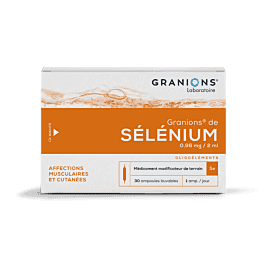 GRANIONS®
Laboratoire
Granions® de
SÉLÉNIUM
0,96 mg / 2 ml
OLIGOÉLÉMENTS
AFFECTIONS
MUSCULAIRES
ET CUTANÉES
Médicament modificateur de terrain
Se
30 ampoules buvables
1 amp / jour